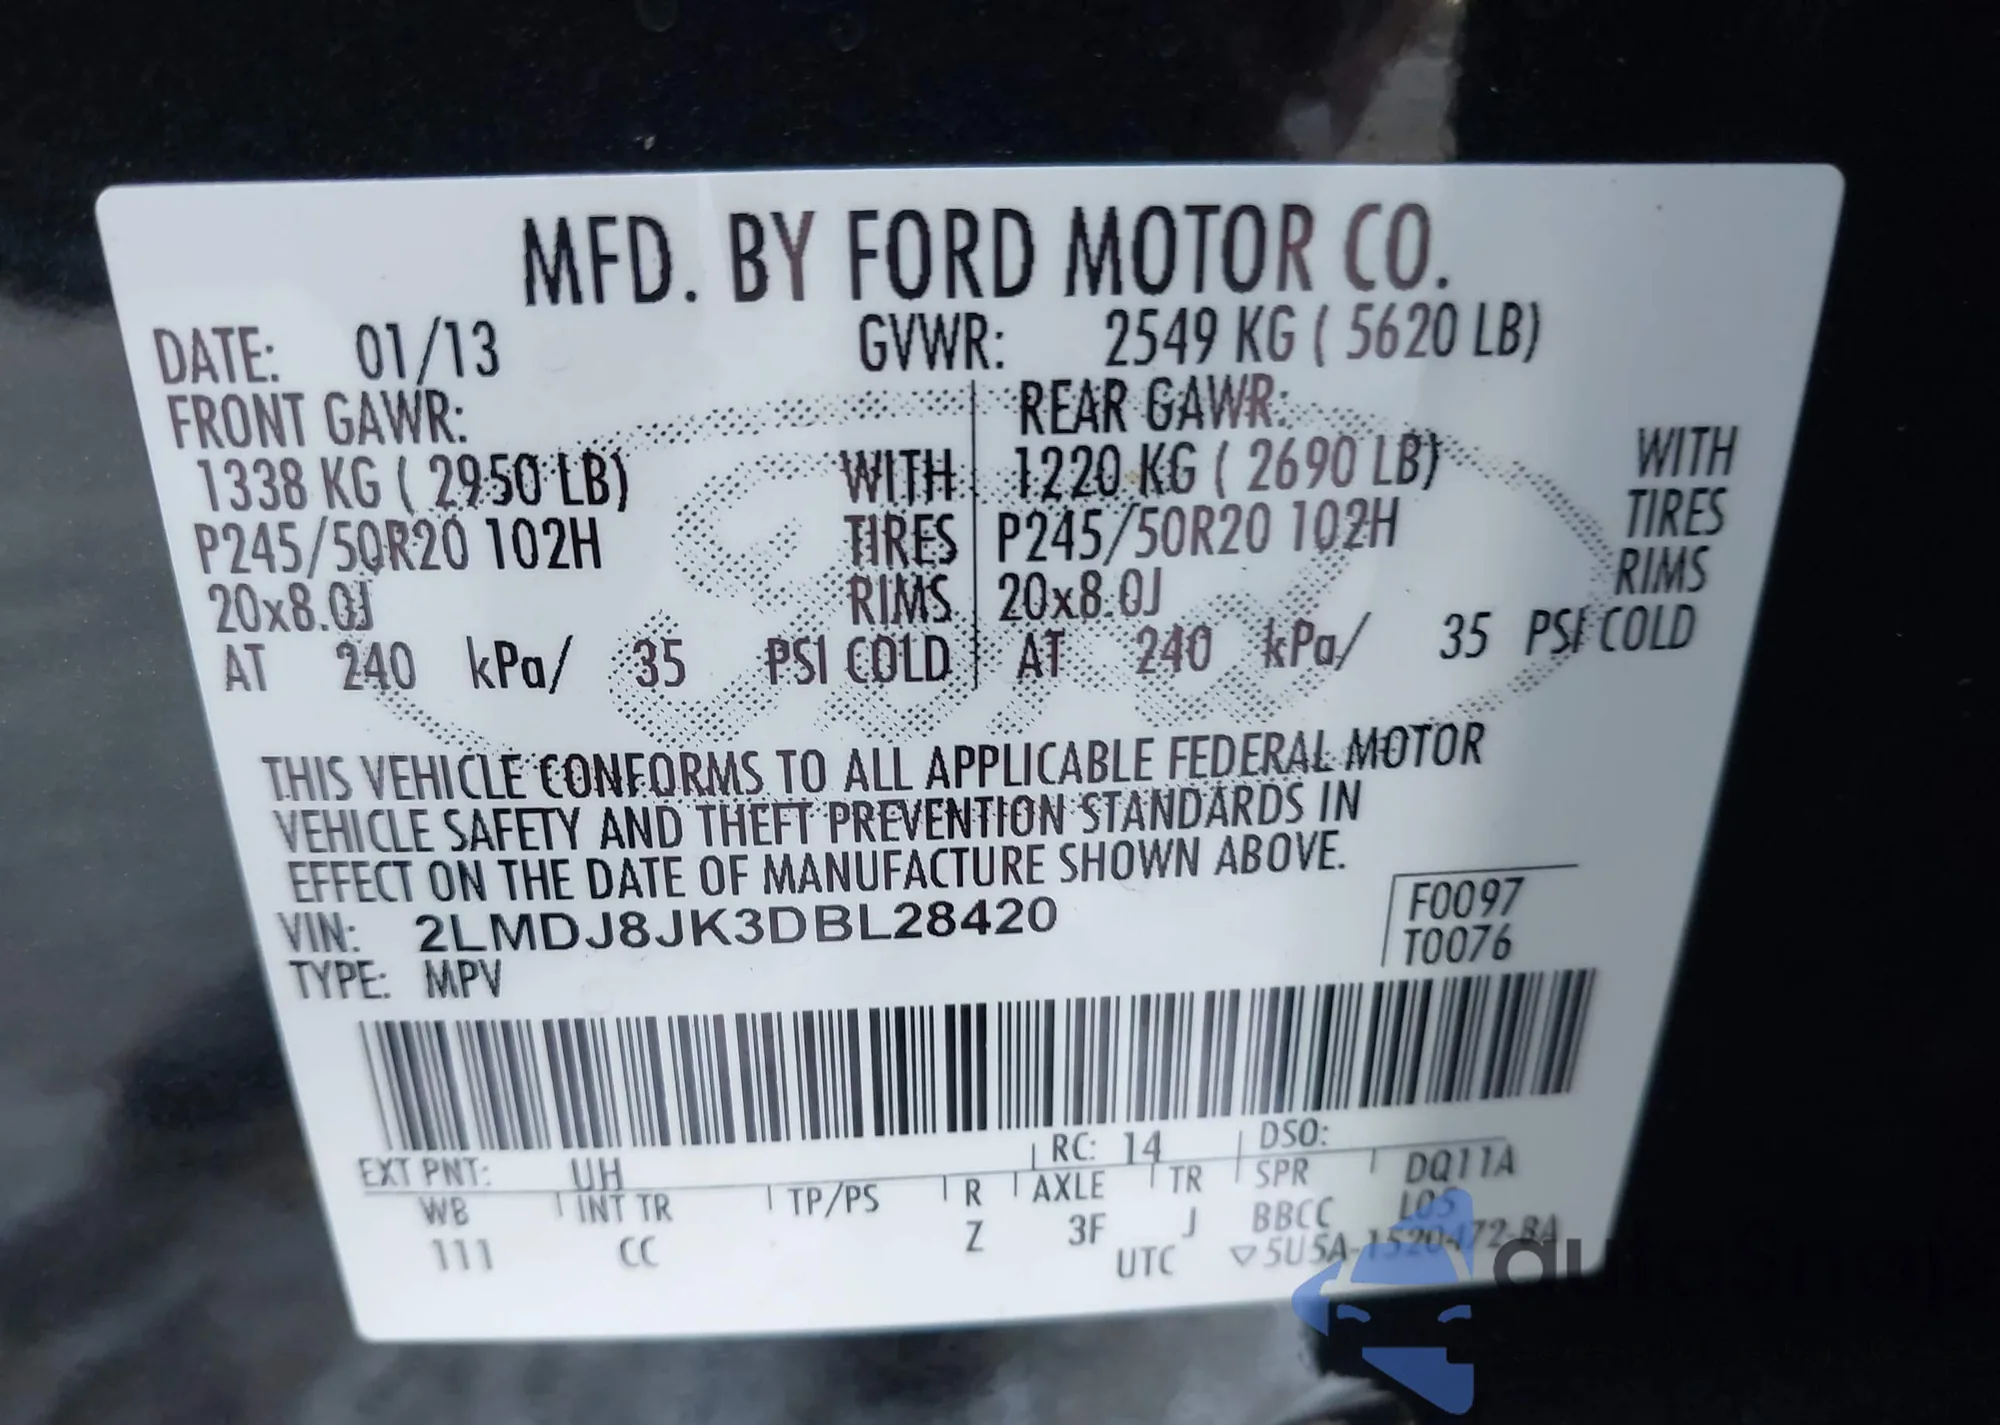 MFD. BY FORD MOTOR CO.
DATE: 01/13 GVWR: 2549 KG ( 5620 LB)
FRONT GAWR: REAR GAWR:
1338 KG ( 2950 LB) WITH 1220 KG ( 2690 LB) WITH
P245/50R20 102H TIRES P245/50R20 102H TIRES
20x8.0J RIMS 20x8.0J RIMS
AT 240 kPa/ 35 PSI COLD AT 240 kPa/ 35 PSI COLD
THIS VEHICLE CONFORMS TO ALL APPLICABLE FEDERAL MOTOR
VEHICLE SAFETY AND THEFT PREVENTION STANDARDS IN
EFFECT ON THE DATE OF MANUFACTURE SHOWN ABOVE.
VIN: 2LMDJ8JK3DBL28420 F0097
TYPE: MPV T0076
EXT PNT: UH RC: 14 DSO:
WB INT TR TP/PS R AXLE TR SPR DQ11A
111 CC Z 3F J BBCC LOS
UTC ▽5U5A-1520472-BA